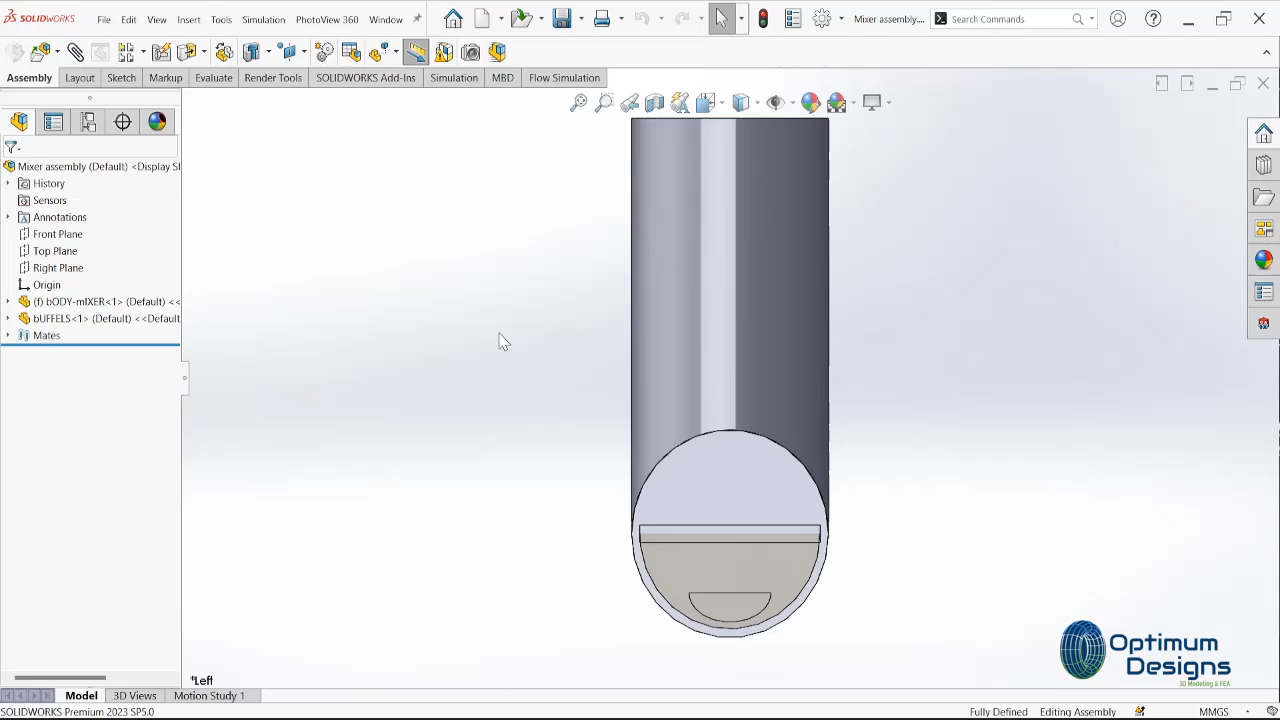 SOLIDWORKS File Edit View Insert Tools Simulation PhotoView 360 Window Mixer assembly.... Search Commands
Assembly Layout Sketch Markup Evaluate Render Tools SOLIDWORKS Add-Ins Simulation MBD Flow Simulation
Mixer assembly (Default) <Display St
History
Sensors
Annotations
Front Plane
Top Plane
Right Plane
Origin
(f) bODY-mIXER<1> (Default) <<
bUFFELS<1> (Default) <<Default
Mates
*Left
Optimum
Designs
3D Modeling & FEA
Model 3D Views Motion Study 1
SOLIDWORKS Premium 2023 SP5.0 Fully Defined Editing Assembly MMGS